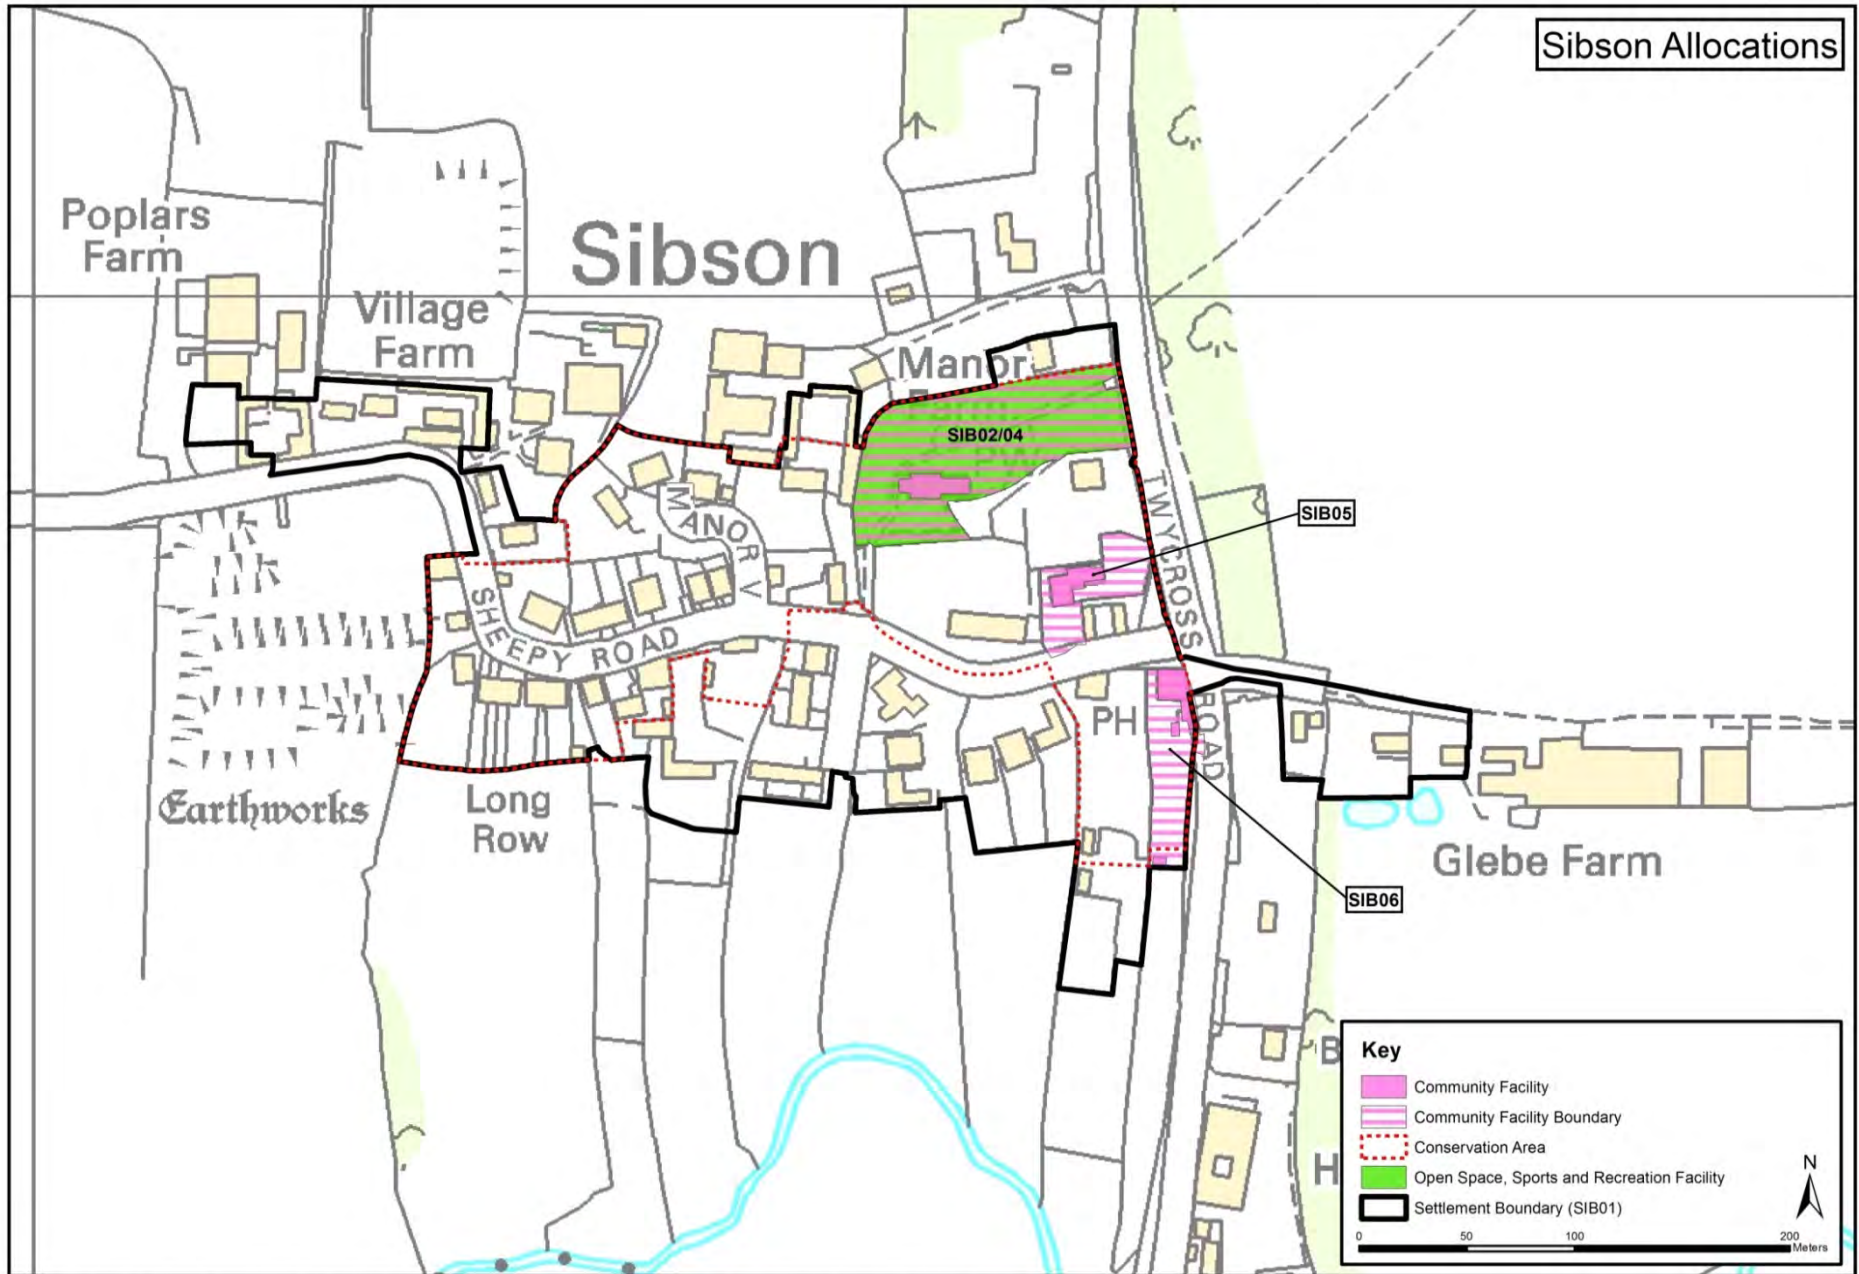 Sibson Allocations
Poplars
Farm
Sibson
Village
Farm
Manor
SIB02/04
SIB05
MANOR
TWYCROSS
ROAD
SHEEPY ROAD
PH
Earthworks
Long
Row
Glebe Farm
SIB06
B
H
Key
Community Facility
Community Facility Boundary
Conservation Area
Open Space, Sports and Recreation Facility
Settlement Boundary (SIB01)
N
0 50 100 200
Meters